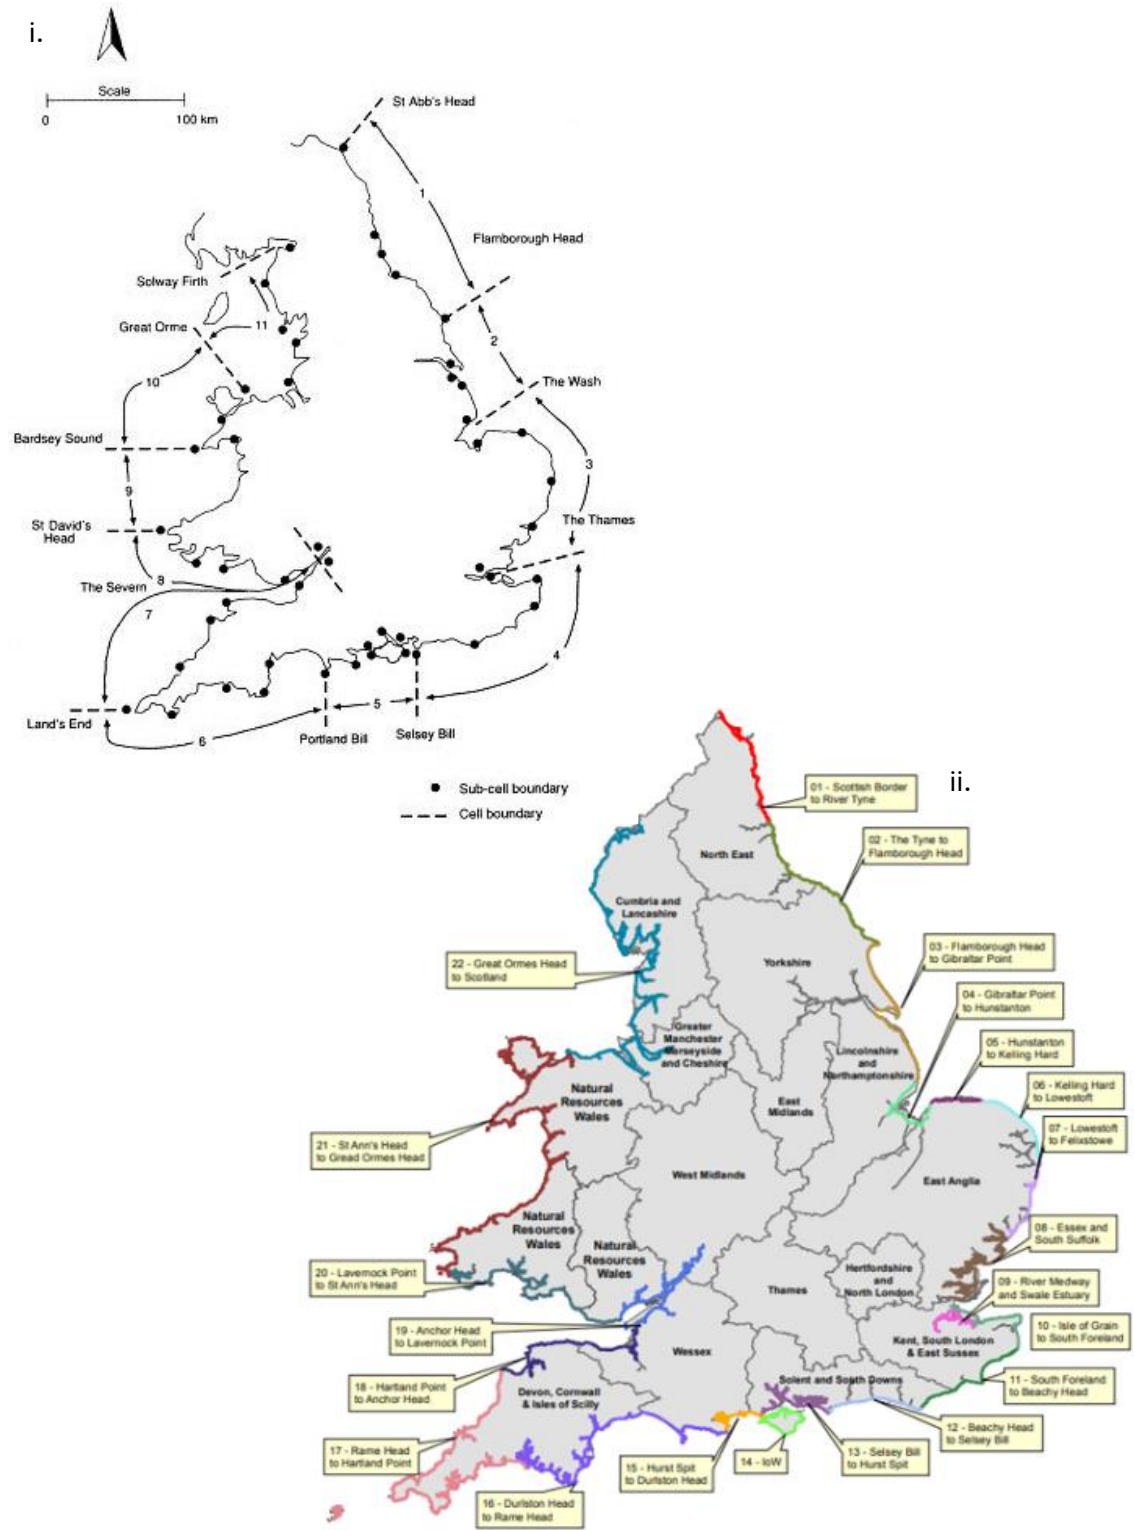 i.
Scale
0 100 km
St Abb's Head
1
Flamborough Head
Solway Firth
Great Orme
11
2
10
The Wash
Bardsey Sound
3
9
St David's
Head
The Thames
8
The Severn
7
4
5
Land's End
6
Portland Bill
Selsey Bill
Sub-cell boundary
Cell boundary
ii.
01 - Scottish Border
to River Tyne
North East
02 - The Tyne to
Flamborough Head
Cumbria and
Lancashire
03 - Flamborough Head
to Gibraltar Point
22 - Great Ormes Head
to Scotland
Yorkshire
04 - Gibraltar Point
to Hunstanton
Greater
Manchester
Merseyside
and Cheshire
Lincolnshire
and
Northamptonshire
05 - Hunstanton
to Kelling Hard
Natural
Resources
Wales
East
Midlands
06 - Kelling Hard
to Lowestoft
07 - Lowestoft
to Felixstowe
21 - St Ann's Head
to Gread Ormes Head
West Midlands
East Anglia
Natural
Resources
Wales
Natural
Resources
Wales
08 - Essex and
South Suffolk
20 - Lavernock Point
to St Ann's Head
Thames
Hertfordshire
and
North London
09 - River Medway
and Swale Estuary
19 - Anchor Head
to Lavernock Point
Wessex
Kent, South London
& East Sussex
10 - Isle of Grain
to South Foreland
18 - Hartland Point
to Anchor Head
Devon, Cornwall
& Isles of Scilly
Solent and South Downs
11 - South Foreland
to Beachy Head
17 - Rame Head
to Hartland Point
12 - Beachy Head
to Selsey Bill
13 - Selsey Bill
to Hurst Spit
14 - IoW
15 - Hurst Spit
to Durlston Head
16 - Durlston Head
to Rame Head